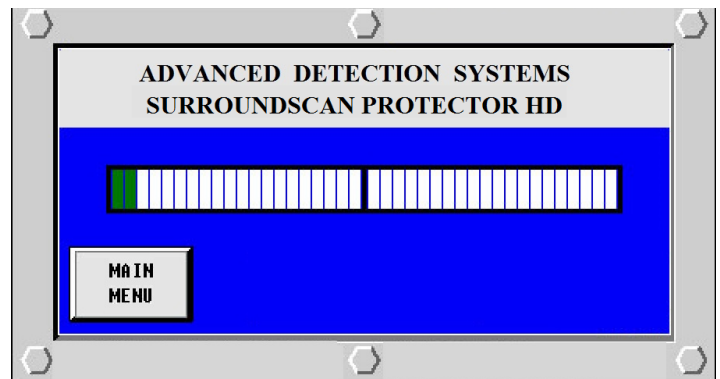 ADVANCED DETECTION SYSTEMS
SURROUNDSCAN PROTECTOR HD
MAIN
MENU